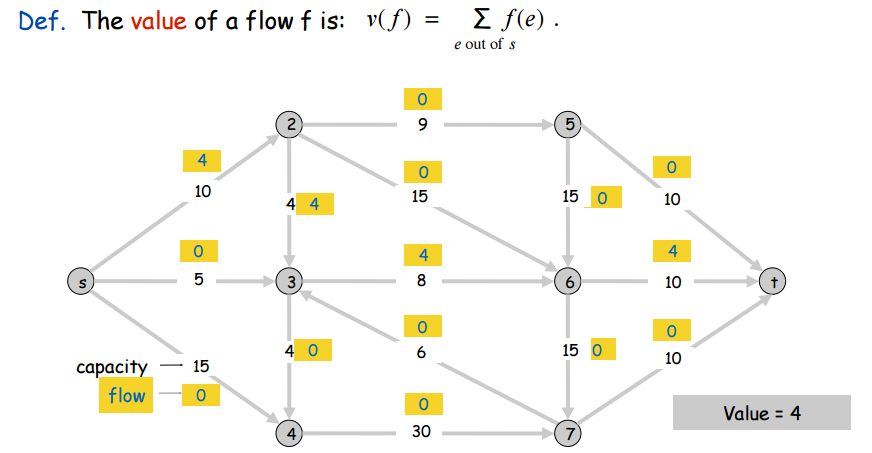 Def. The value of a flow f is: v(f) = Σ f(e) .
e out of s
0
2 9 5
4
0
0
10
15
15 0
10
4 4
0
4
4
s 5 3 8 6 10 t
0
0
4 0
6
15 0
10
capacity 15
flow 0
0
Value = 4
4 30 7